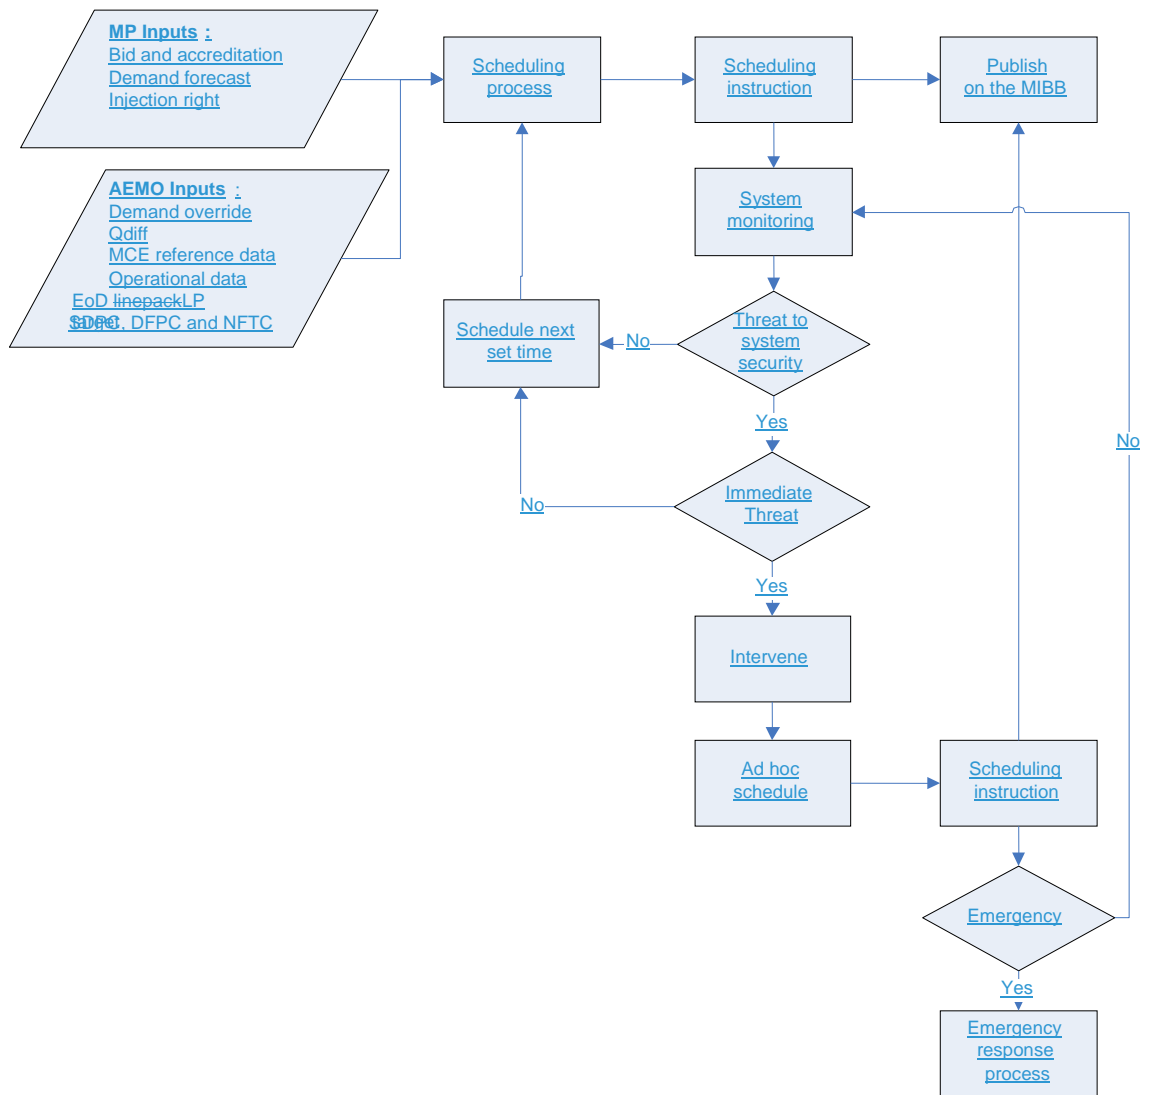 MP Inputs :
Bid and accreditation
Demand forecast
Injection right
AEMO Inputs :
Demand override
Qdiff
MCE reference data
Operational data
EoD linepackLP
target
SDPC, DFPC and NFTC
Scheduling
process
Scheduling
instruction
Publish
on the MIBB
System
monitoring
Schedule next
set time
No
Threat to
system
security
Yes
No
No
Immediate
Threat
Yes
Intervene
Ad hoc
schedule
Scheduling
instruction
Emergency
Yes
Emergency
response
process